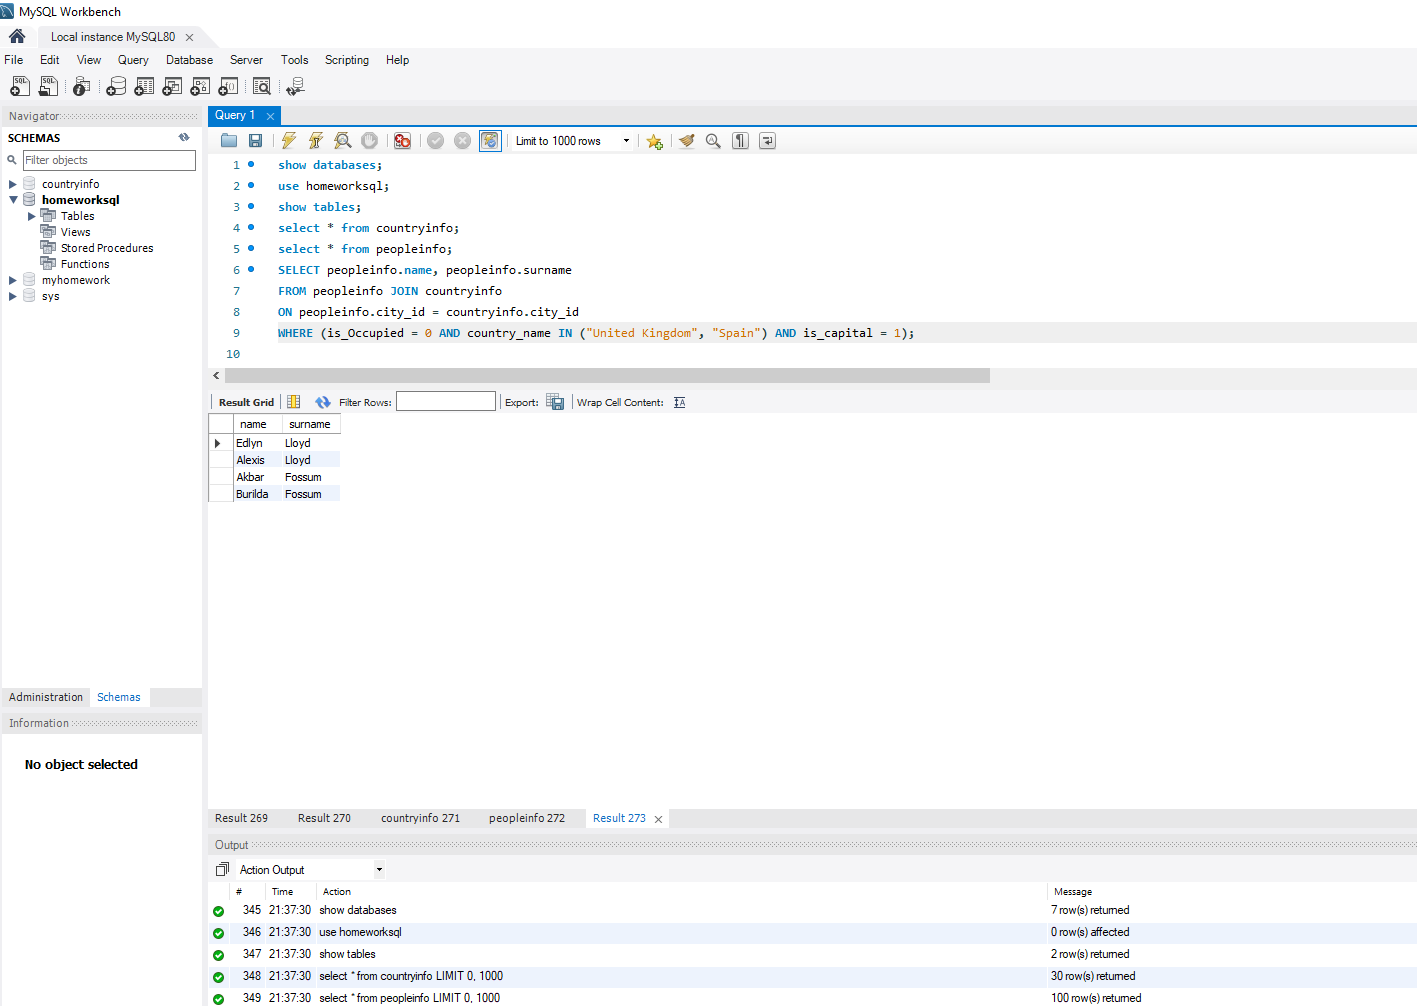 MySQL Workbench
Local instance MySQL80
File Edit View Query Database Server Tools Scripting Help
Navigator
SCHEMAS
Filter objects
countryinfo
homeworksql
Tables
Views
Stored Procedures
Functions
myhomework
sys
Administration Schemas
Information
No object selected
Query 1
Limit to 1000 rows
1 show databases;
2 use homeworksql;
3 show tables;
4 select * from countryinfo;
5 select * from peopleinfo;
6 SELECT peopleinfo.name, peopleinfo.surname
7 FROM peopleinfo JOIN countryinfo
8 ON peopleinfo.city_id = countryinfo.city_id
9 WHERE (is_Occupied = 0 AND country_name IN ("United Kingdom", "Spain") AND is_capital = 1);
10
Result Grid Filter Rows: Export: Wrap Cell Content:
name surname
Edlyn Lloyd
Alexis Lloyd
Akbar Fossum
Burilda Fossum
Result 269 Result 270 countryinfo 271 peopleinfo 272 Result 273
Output
Action Output
# Time Action Message
345 21:37:30 show databases 7 row(s) returned
346 21:37:30 use homeworksql 0 row(s) affected
347 21:37:30 show tables 2 row(s) returned
348 21:37:30 select * from countryinfo LIMIT 0, 1000 30 row(s) returned
349 21:37:30 select * from peopleinfo LIMIT 0, 1000 100 row(s) returned